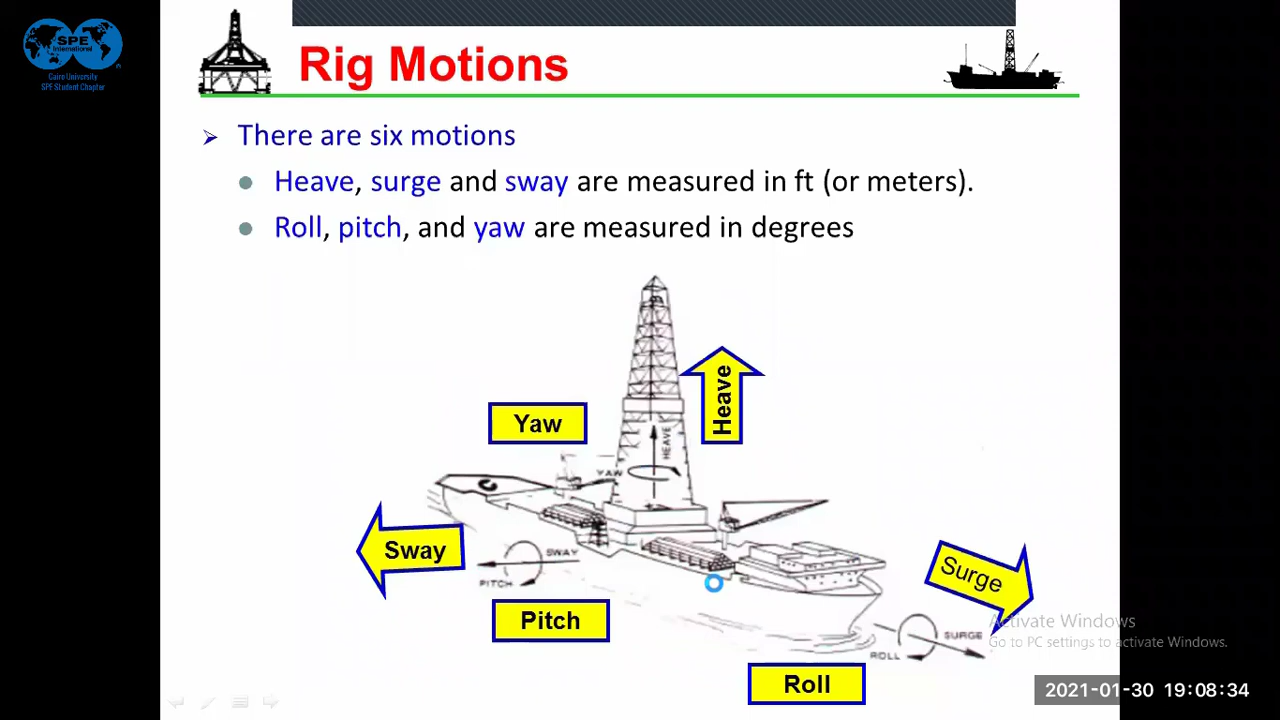 SPE
International
Cairo University
SPE Student Chapter
Rig Motions
There are six motions
Heave, surge and sway are measured in ft (or meters).
Roll, pitch, and yaw are measured in degrees
Heave
HEAVE
Yaw
YAW
C
Sway
SWAY
PITCH
Pitch
Surge
SURGE
ROLL
Roll
Activate Windows
Go to PC settings to activate Windows.
2021-01-30 19:08:34